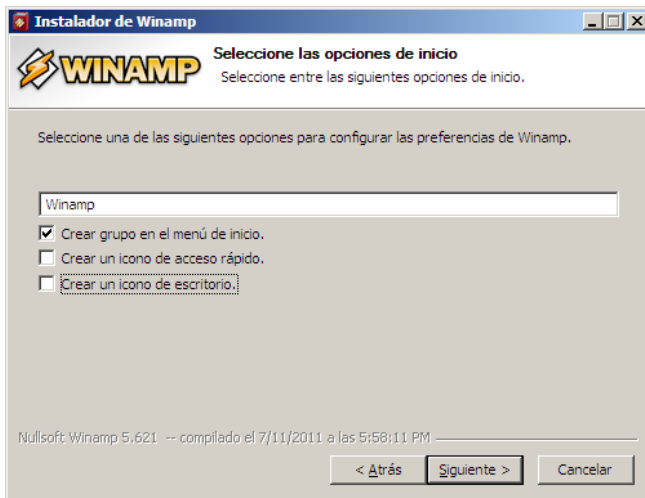 Instalador de Winamp
WINAMP
Seleccione las opciones de inicio
Seleccione entre las siguientes opciones de inicio.
Seleccione una de las siguientes opciones para configurar las preferencias de Winamp.
Winamp
Crear grupo en el menú de inicio.
Crear un icono de acceso rápido.
Crear un icono de escritorio.
Nullsoft Winamp 5.621 -- compilado el 7/11/2011 a las 5:58:11 PM
< Atrás Siguiente > Cancelar